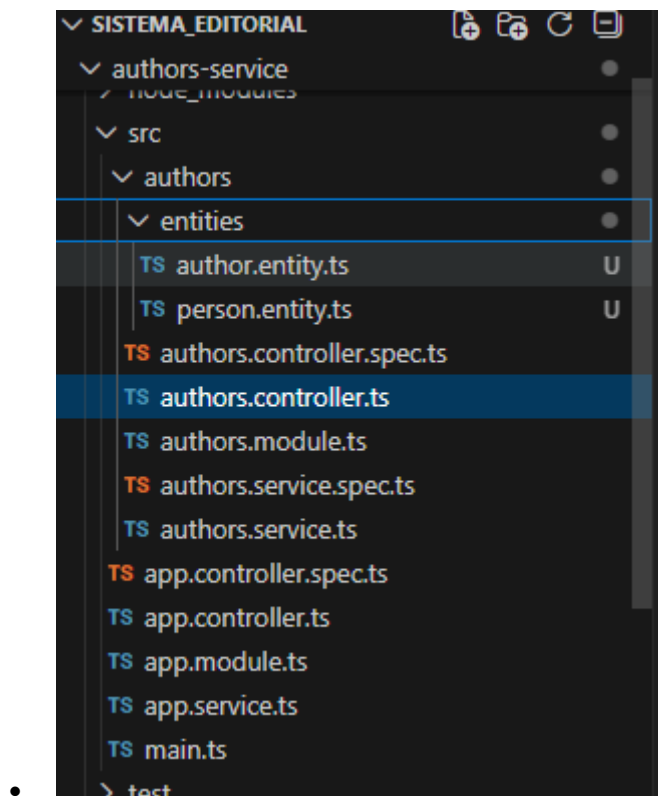 SISTEMA_EDITORIAL
authors-service
node_modules
src
authors
entities
TS author.entity.ts U
TS person.entity.ts U
TS authors.controller.spec.ts
TS authors.controller.ts
TS authors.module.ts
TS authors.service.spec.ts
TS authors.service.ts
TS app.controller.spec.ts
TS app.controller.ts
TS app.module.ts
TS app.service.ts
TS main.ts
test